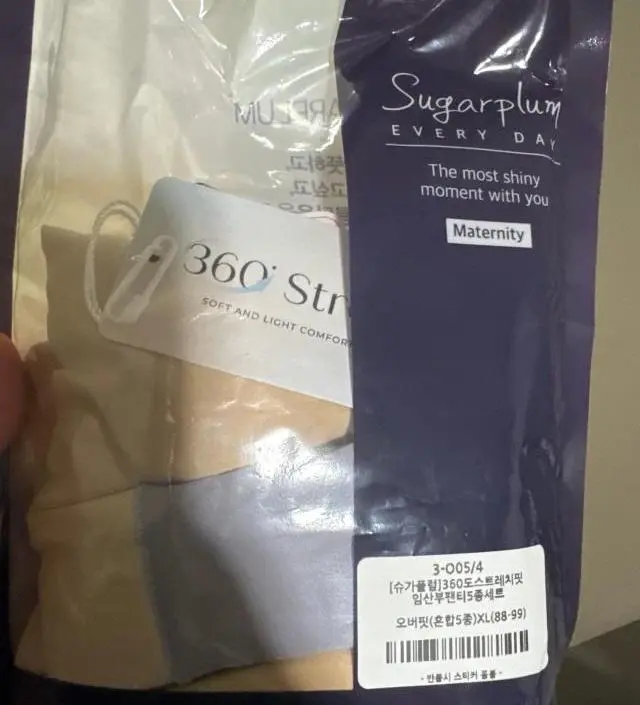 Sugarplum
EVERY DAY
The most shiny
moment with you
Maternity
360° Str
SOFT AND LIGHT COMFOR
3-005/4
[슈가플럼]360도스트레치핏
임산부팬티5종세트
오버핏(혼합5종)XL(88-99)
- 반품시 스티커 동봉 -